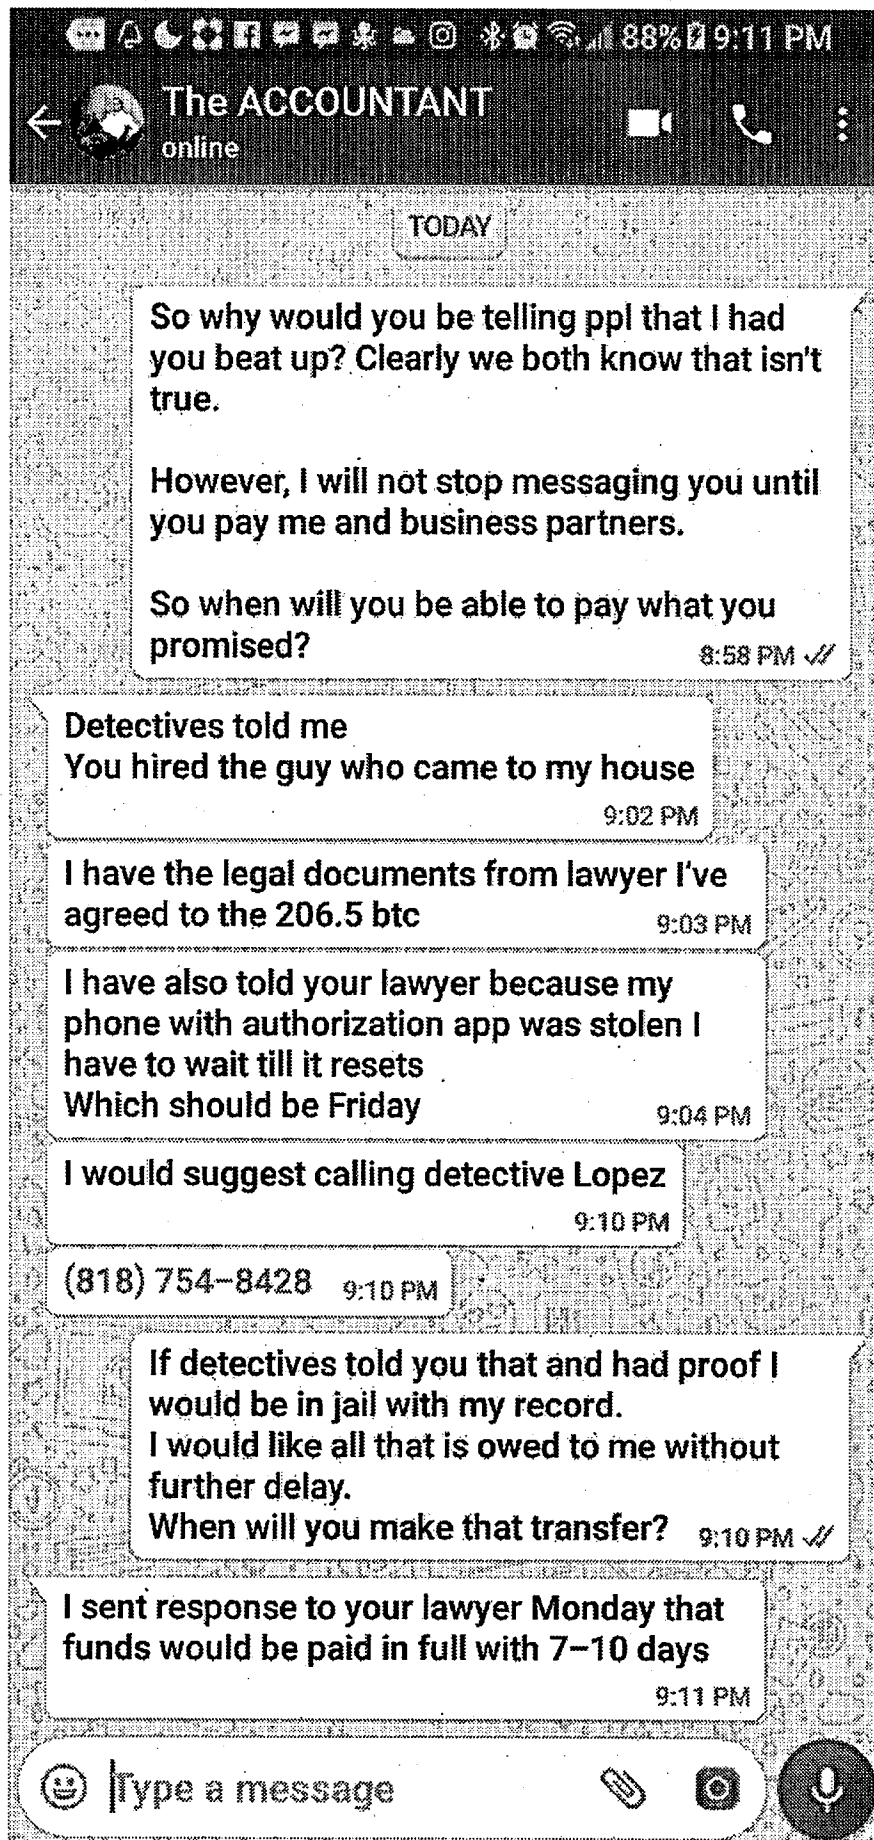 88% 9:11 PM
The ACCOUNTANT
online
TODAY
So why would you be telling ppl that I had
you beat up? Clearly we both know that isn't
true.
However, I will not stop messaging you until
you pay me and business partners.
So when will you be able to pay what you
promised?
8:58 PM
Detectives told me
You hired the guy who came to my house
9:02 PM
I have the legal documents from lawyer I've
agreed to the 206.5 btc
9:03 PM
I have also told your lawyer because my
phone with authorization app was stolen I
have to wait till it resets
Which should be Friday
9:04 PM
I would suggest calling detective Lopez
9:10 PM
(818) 754–8428 9:10 PM
If detectives told you that and had proof I
would be in jail with my record.
I would like all that is owed to me without
further delay.
When will you make that transfer? 9:10 PM
I sent response to your lawyer Monday that
funds would be paid in full with 7–10 days
9:11 PM
Type a message